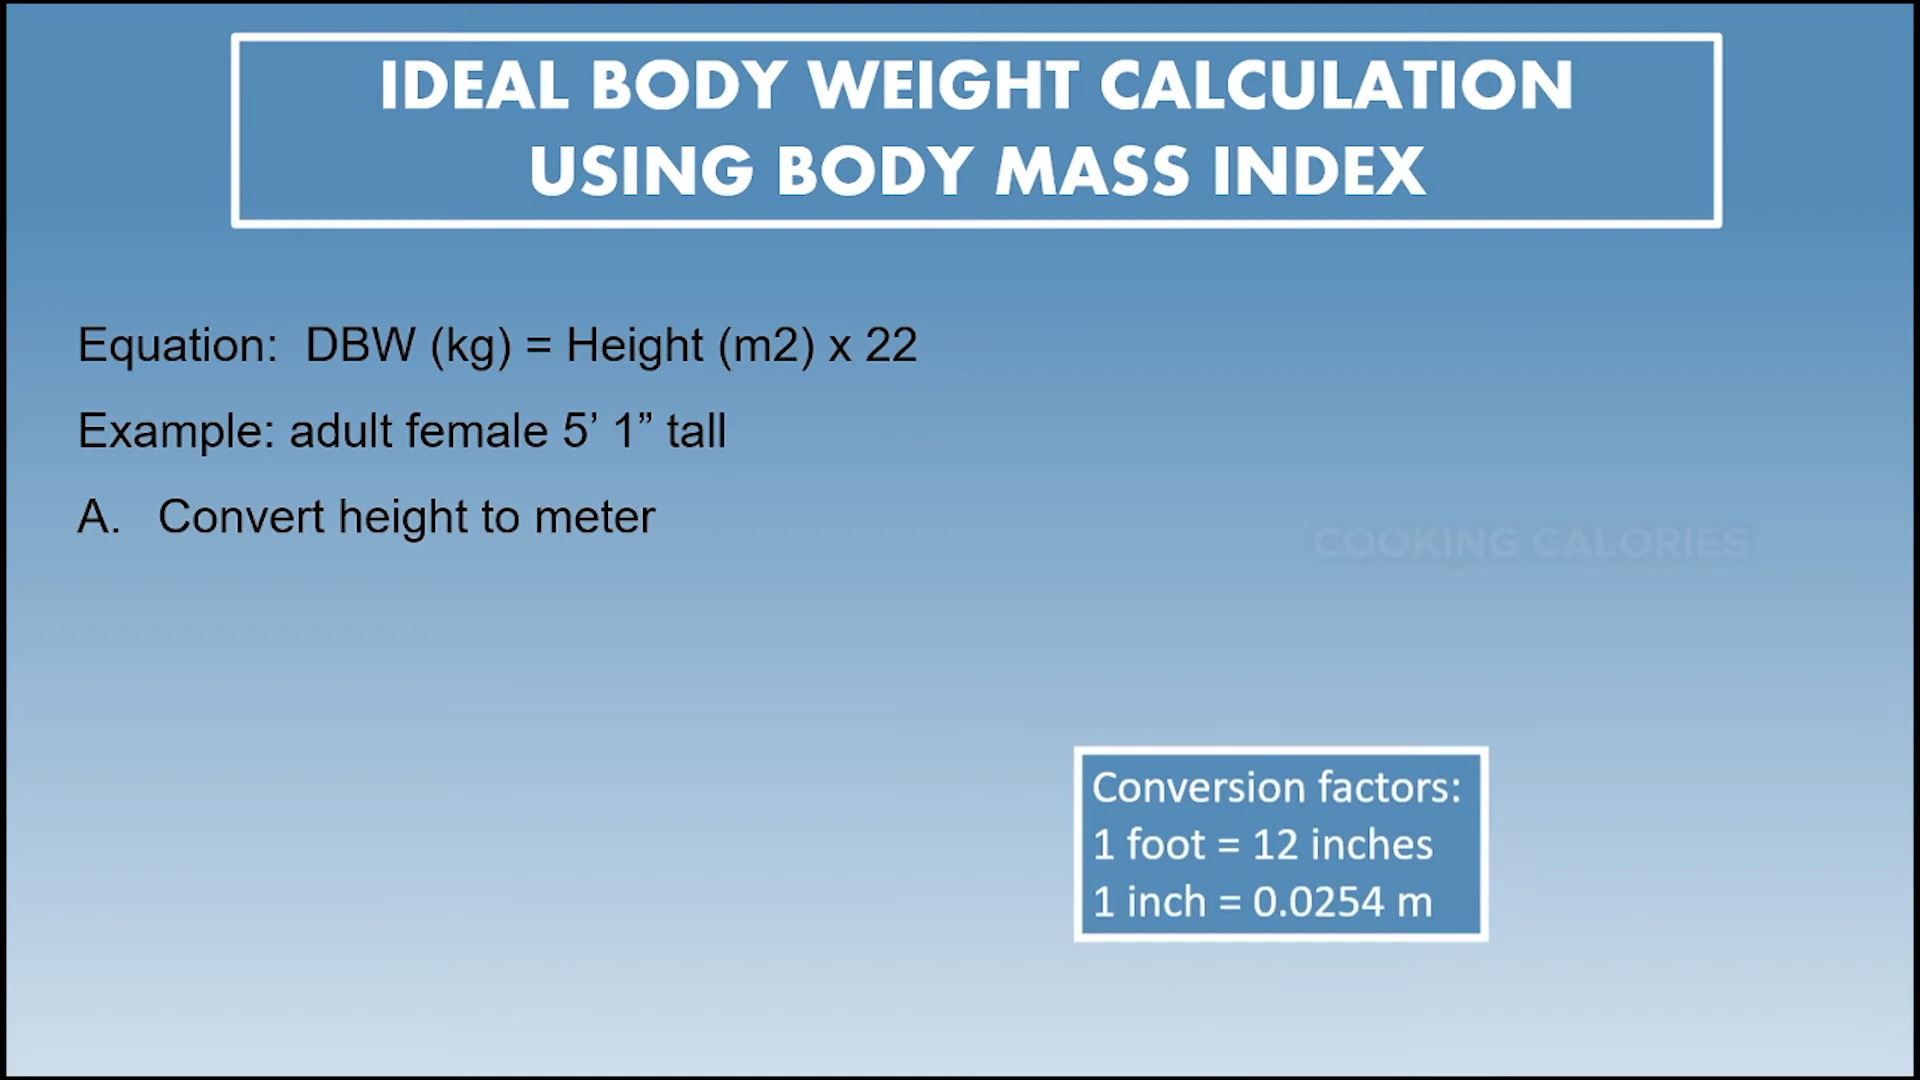 IDEAL BODY WEIGHT CALCULATION
USING BODY MASS INDEX
Equation:  DBW (kg) = Height (m2) x 22
Example: adult female 5’ 1” tall
A.   Convert height to meter
COOKING CALORIES
Conversion factors:
1 foot = 12 inches
1 inch = 0.0254 m